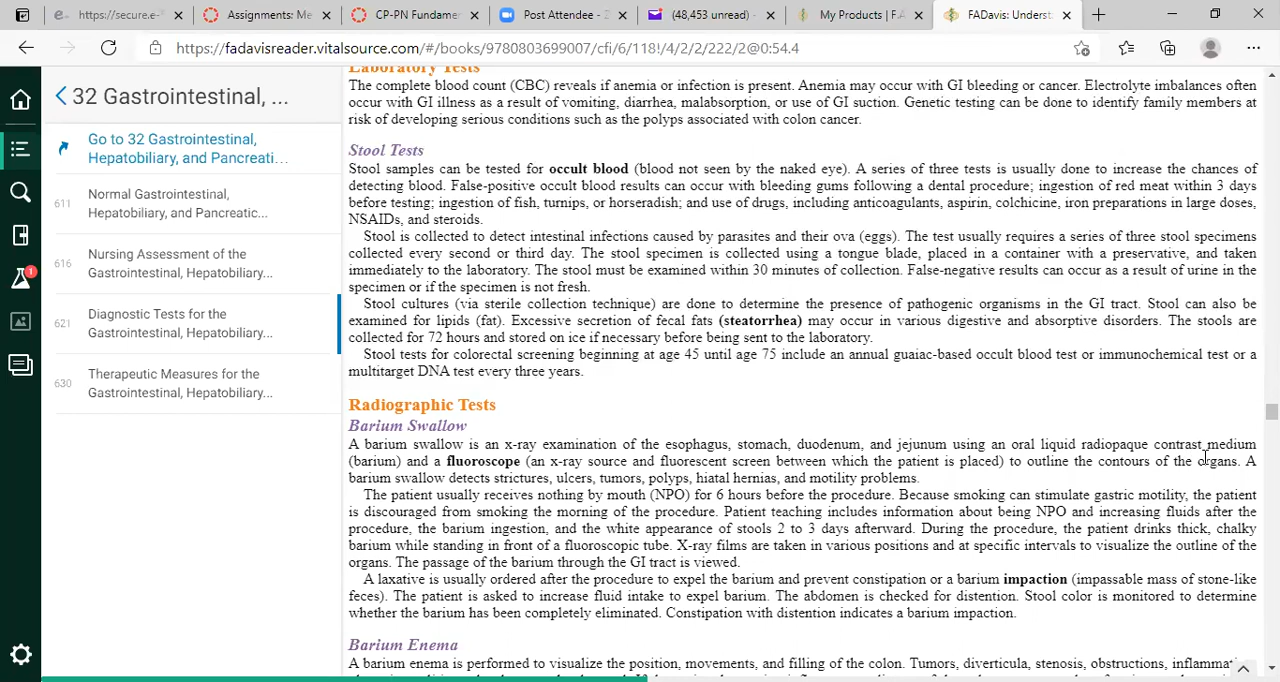 https://secure.e-
Assignments: Me
CP-PN Fundame
Post Attendee - Z
(48,453 unread) -
My Products | F.A
FADavis: Underst
https://fadavisreader.vitalsource.com/#/books/9780803699007/cfi/6/118!/4/2/2/222/2@0:54.4
32 Gastrointestinal, ...
Go to 32 Gastrointestinal,
Hepatobiliary, and Pancreati...
611
Normal Gastrointestinal,
Hepatobiliary, and Pancreatic...
616
Nursing Assessment of the
Gastrointestinal, Hepatobiliary...
621
Diagnostic Tests for the
Gastrointestinal, Hepatobiliary...
630
Therapeutic Measures for the
Gastrointestinal, Hepatobiliary...
1
Laboratory Tests
The complete blood count (CBC) reveals if anemia or infection is present. Anemia may occur with GI bleeding or cancer. Electrolyte imbalances often
occur with GI illness as a result of vomiting, diarrhea, malabsorption, or use of GI suction. Genetic testing can be done to identify family members at
risk of developing serious conditions such as the polyps associated with colon cancer.
Stool Tests
Stool samples can be tested for occult blood (blood not seen by the naked eye). A series of three tests is usually done to increase the chances of
detecting blood. False-positive occult blood results can occur with bleeding gums following a dental procedure; ingestion of red meat within 3 days
before testing; ingestion of fish, turnips, or horseradish; and use of drugs, including anticoagulants, aspirin, colchicine, iron preparations in large doses,
NSAIDs, and steroids.
Stool is collected to detect intestinal infections caused by parasites and their ova (eggs). The test usually requires a series of three stool specimens
collected every second or third day. The stool specimen is collected using a tongue blade, placed in a container with a preservative, and taken
immediately to the laboratory. The stool must be examined within 30 minutes of collection. False-negative results can occur as a result of urine in the
specimen or if the specimen is not fresh.
Stool cultures (via sterile collection technique) are done to determine the presence of pathogenic organisms in the GI tract. Stool can also be
examined for lipids (fat). Excessive secretion of fecal fats (steatorrhea) may occur in various digestive and absorptive disorders. The stools are
collected for 72 hours and stored on ice if necessary before being sent to the laboratory.
Stool tests for colorectal screening beginning at age 45 until age 75 include an annual guaiac-based occult blood test or immunochemical test or a
multitarget DNA test every three years.
Radiographic Tests
Barium Swallow
A barium swallow is an x-ray examination of the esophagus, stomach, duodenum, and jejunum using an oral liquid radiopaque contrast medium
(barium) and a fluoroscope (an x-ray source and fluorescent screen between which the patient is placed) to outline the contours of the organs. A
barium swallow detects strictures, ulcers, tumors, polyps, hiatal hernias, and motility problems.
The patient usually receives nothing by mouth (NPO) for 6 hours before the procedure. Because smoking can stimulate gastric motility, the patient
is discouraged from smoking the morning of the procedure. Patient teaching includes information about being NPO and increasing fluids after the
procedure, the barium ingestion, and the white appearance of stools 2 to 3 days afterward. During the procedure, the patient drinks thick, chalky
barium while standing in front of a fluoroscopic tube. X-ray films are taken in various positions and at specific intervals to visualize the outline of the
organs. The passage of the barium through the GI tract is viewed.
A laxative is usually ordered after the procedure to expel the barium and prevent constipation or a barium impaction (impassable mass of stone-like
feces). The patient is asked to increase fluid intake to expel barium. The abdomen is checked for distention. Stool color is monitored to determine
whether the barium has been completely eliminated. Constipation with distention indicates a barium impaction.
Barium Enema
A barium enema is performed to visualize the position, movements, and filling of the colon. Tumors, diverticula, stenosis, obstructions, inflamma